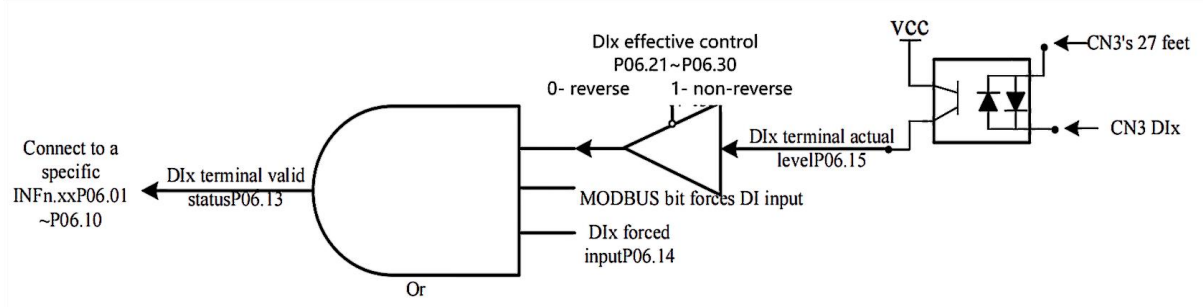 DIx effective control
P06.21~P06.30
0- reverse 1- non-reverse
VCC
CN3's 27 feet
CN3 DIx
DIx terminal actual
levelP06.15
MODBUS bit forces DI input
DIx forced
inputP06.14
Or
DIx terminal valid
statusP06.13
Connect to a
specific
INFn.xxP06.01
~P06.10